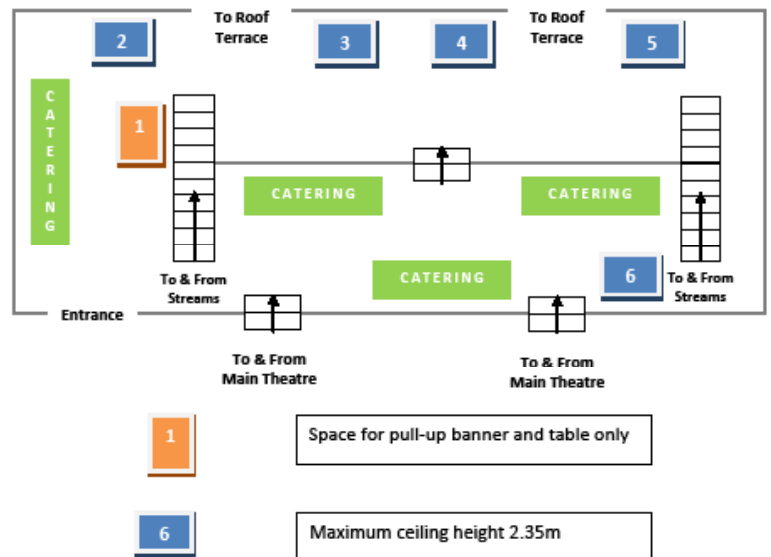 To Roof
Terrace
To Roof
Terrace
2
3
4
5
CATERING
1
CATERING
CATERING
CATERING
6
To & From
Streams
To & From
Streams
Entrance
To & From
Main Theatre
To & From
Main Theatre
1
Space for pull-up banner and table only
6
Maximum ceiling height 2.35m